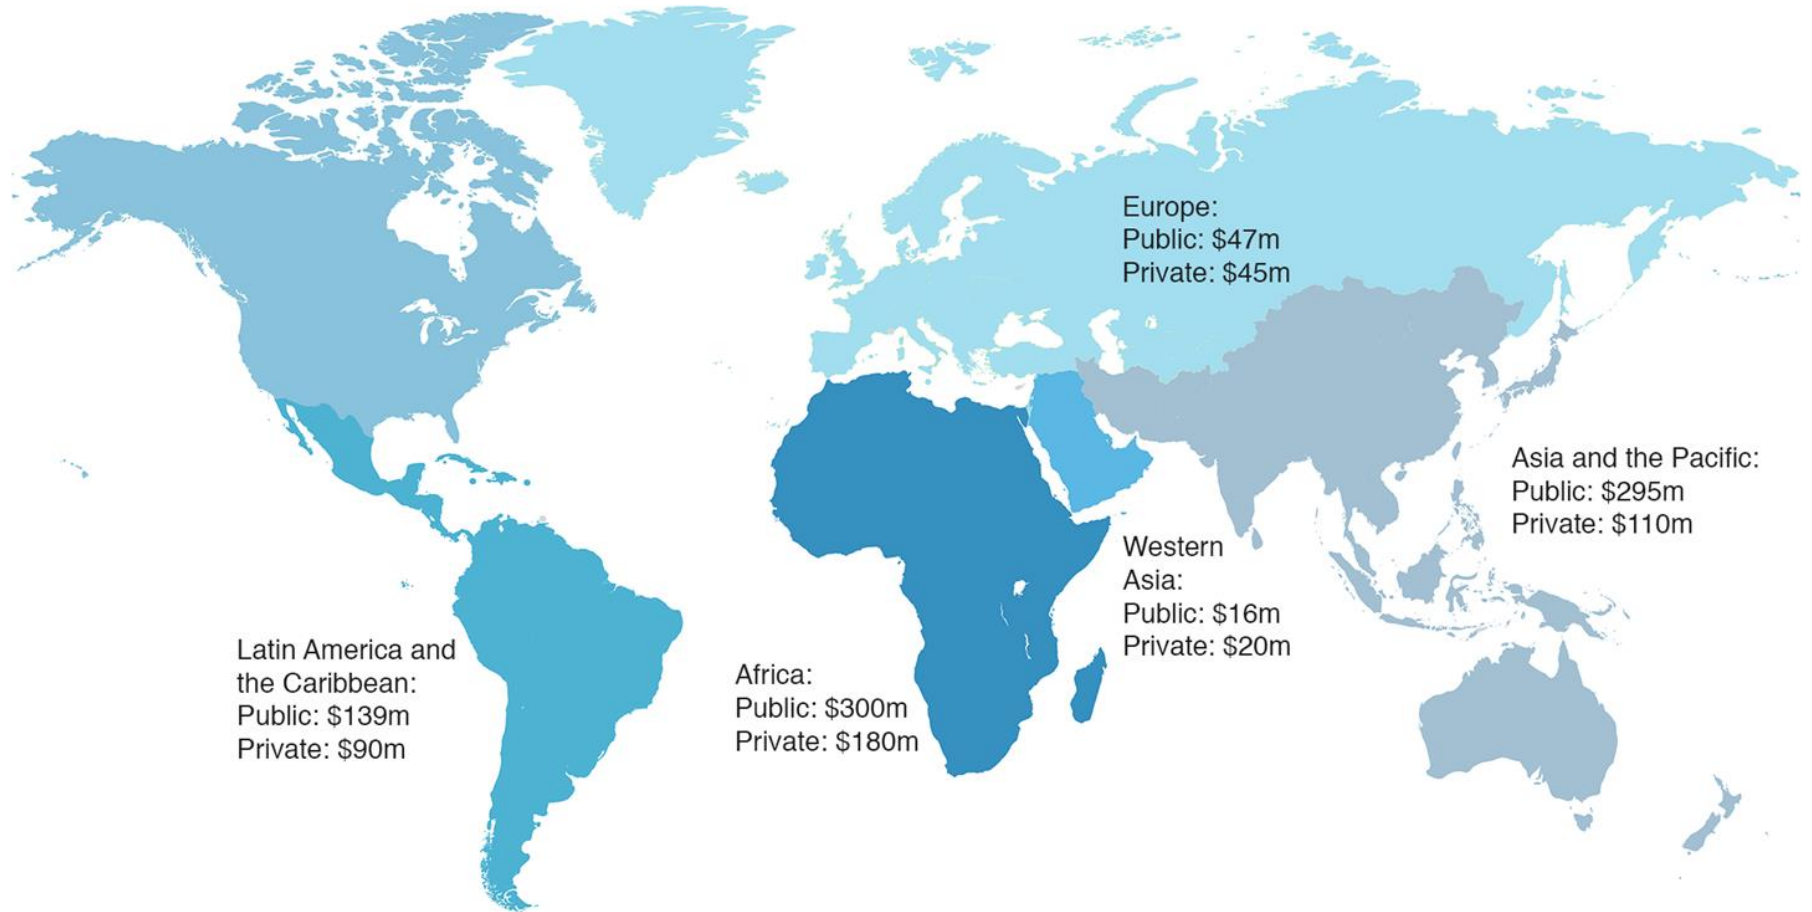 Europe:
Public: $47m
Private: $45m
Asia and the Pacific:
Public: $295m
Private: $110m
Western
Asia:
Public: $16m
Private: $20m
Latin America and
the Caribbean:
Public: $139m
Private: $90m
Africa:
Public: $300m
Private: $180m